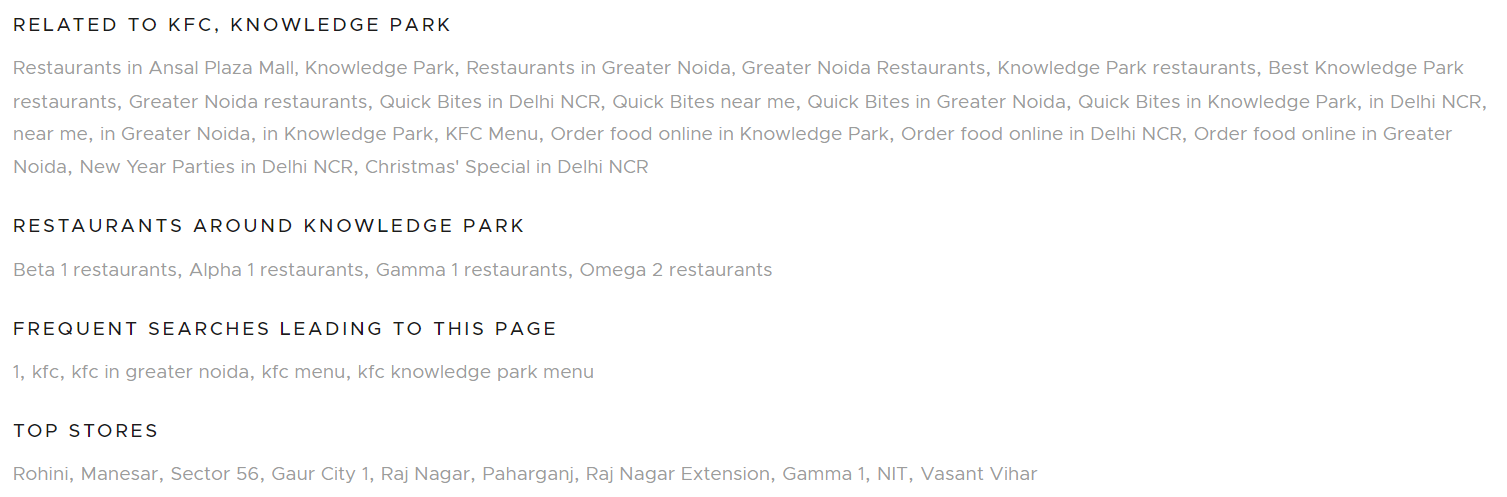 RELATED TO KFC, KNOWLEDGE PARK
Restaurants in Ansal Plaza Mall, Knowledge Park, Restaurants in Greater Noida, Greater Noida Restaurants, Knowledge Park restaurants, Best Knowledge Park
restaurants, Greater Noida restaurants, Quick Bites in Delhi NCR, Quick Bites near me, Quick Bites in Greater Noida, Quick Bites in Knowledge Park, in Delhi NCR,
near me, in Greater Noida, in Knowledge Park, KFC Menu, Order food online in Knowledge Park, Order food online in Delhi NCR, Order food online in Greater
Noida, New Year Parties in Delhi NCR, Christmas' Special in Delhi NCR
RESTAURANTS AROUND KNOWLEDGE PARK
Beta 1 restaurants, Alpha 1 restaurants, Gamma 1 restaurants, Omega 2 restaurants
FREQUENT SEARCHES LEADING TO THIS PAGE
1, kfc, kfc in greater noida, kfc menu, kfc knowledge park menu
TOP STORES
Rohini, Manesar, Sector 56, Gaur City 1, Raj Nagar, Paharganj, Raj Nagar Extension, Gamma 1, NIT, Vasant Vihar